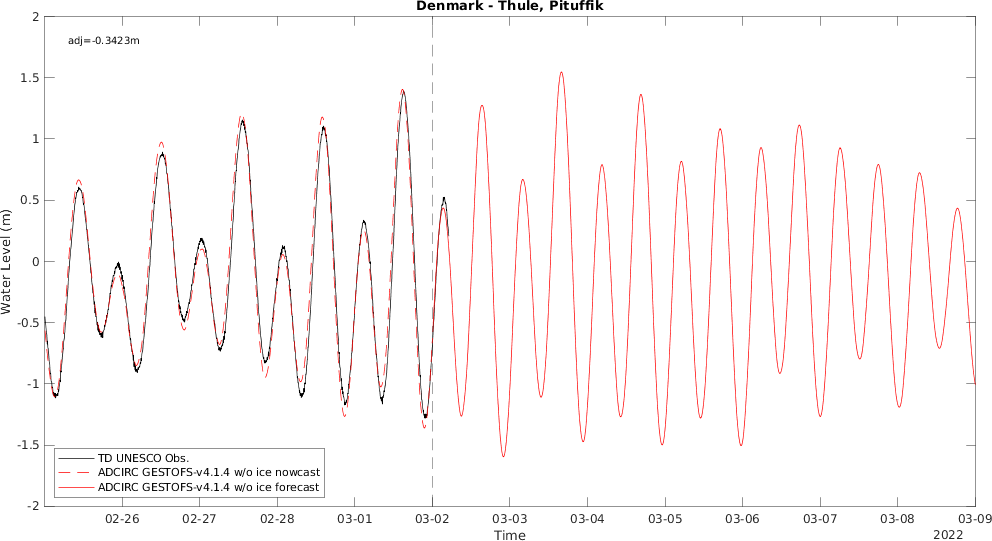 Denmark - Thule, Pituffik
adj=-0.3423m
2
1.5
1
0.5
0
-0.5
-1
-1.5
-2
Water Level (m)
TD UNESCO Obs.
ADCIRC GESTOFS-v4.1.4 w/o ice nowcast
ADCIRC GESTOFS-v4.1.4 w/o ice forecast
02-26 02-27 02-28 03-01 03-02 03-03 03-04 03-05 03-06 03-07 03-08 03-09
Time
2022